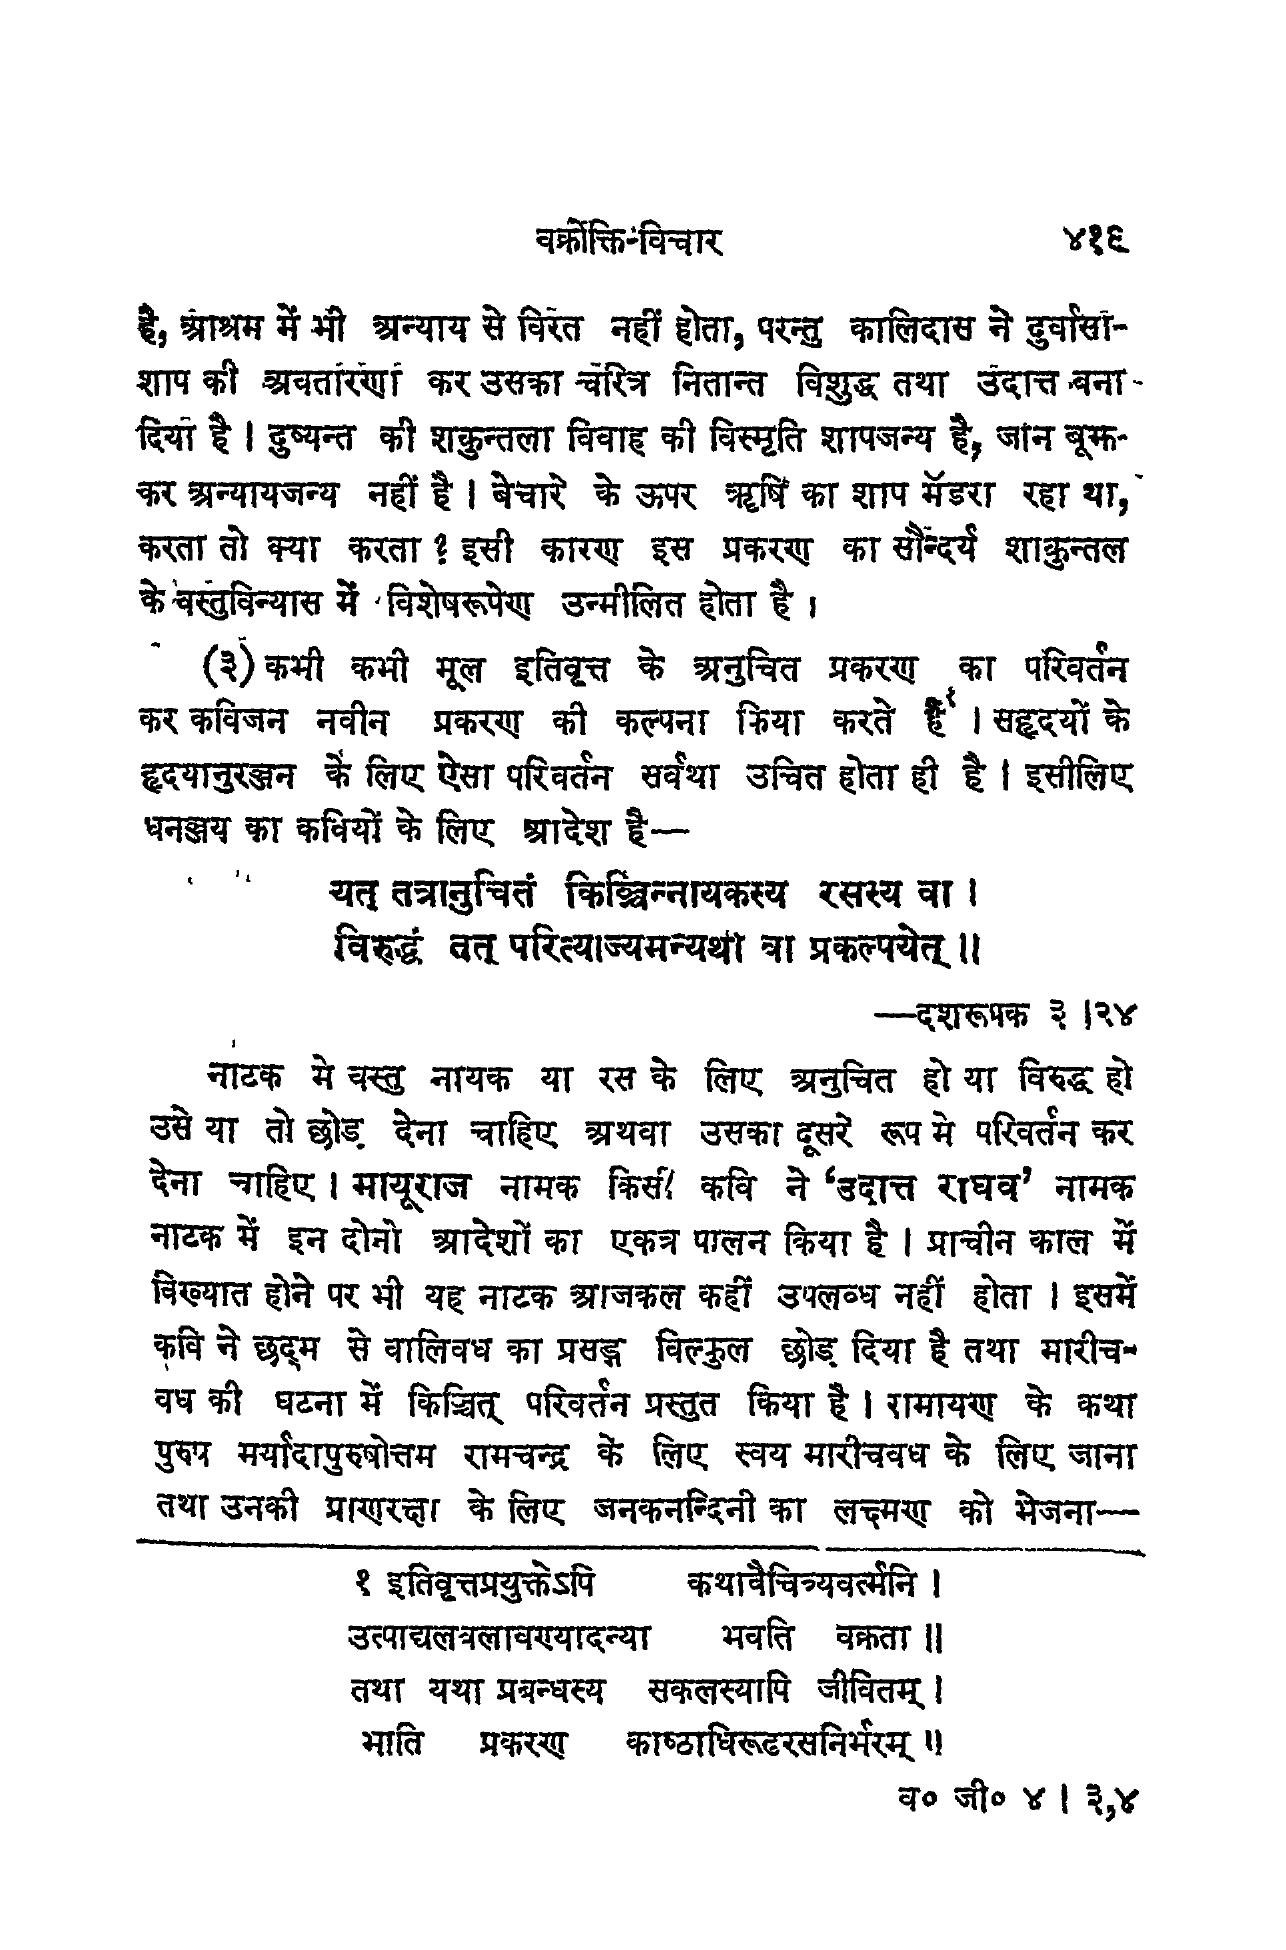 वक्रोक्ति-विचार ४१९
है, आश्रम में भी अन्याय से विरत नहीं होता, परन्तु कालिदास ने दुर्वासा-
शाप की अवतारणा कर उसका चरित्र नितान्त विशुद्ध तथा उदात्त बना-
दिया है । दुष्यन्त की शकुन्तला विवाह की विस्मृति शापजन्य है, जान बूझ-
कर अन्यायजन्य नहीं है । बेचारे के ऊपर ऋषि का शाप मँडरा रहा था,
करता तो क्या करता ? इसी कारण इस प्रकरण का सौन्दर्य शाकुन्तल
के वस्तुविन्यास में विशेषरूपेण उन्मीलित होता है ।
(३) कभी कभी मूल इतिवृत्त के अनुचित प्रकरण का परिवर्तन
कर कविजन नवीन प्रकरण की कल्पना किया करते हैं१ । सहृदयों के
हृदयानुरञ्जन के लिए ऐसा परिवर्तन सर्वथा उचित होता ही है । इसीलिए
धनञ्जय का कवियों के लिए आदेश है—
यत् तत्रानुचितं किञ्चिन्नायकस्य रसस्य वा ।
विरुद्धं तत् परित्याज्यमन्यथा वा प्रकल्पयेत् ॥
—दशरूपक ३ ।२४
नाटक मे वस्तु नायक या रस के लिए अनुचित हो या विरुद्ध हो
उसे या तो छोड़ देना चाहिए अथवा उसका दूसरे रूप मे परिवर्तन कर
देना चाहिए । मायूराज नामक किसी कवि ने ‘उदात्त राघव’ नामक
नाटक में इन दोनो आदेशों का एकत्र पालन किया है । प्राचीन काल में
विख्यात होने पर भी यह नाटक आजकल कहीं उपलब्ध नहीं होता । इसमें
कवि ने छद्म से वालिवध का प्रसङ्ग विल्कुल छोड़ दिया है तथा मारीच-
वध की घटना में किञ्चित् परिवर्तन प्रस्तुत किया है । रामायण के कथा
पुरुष मर्यादापुरुषोत्तम रामचन्द्र के लिए स्वय मारीचवध के लिए जाना
तथा उनकी प्राणरक्षा के लिए जनकनन्दिनी का लक्ष्मण को भेजना—
१ इतिवृत्तप्रयुक्तेऽपि कथावैचित्र्यवर्त्मनि ।
उत्पाद्यलवलावण्यादन्या भवति वक्रता ॥
तथा यथा प्रबन्धस्य सकलस्यापि जीवितम् ।
भाति प्रकरण काष्ठाधिरूढरसनिर्भरम् ॥
व० जी० ४ । ३,४